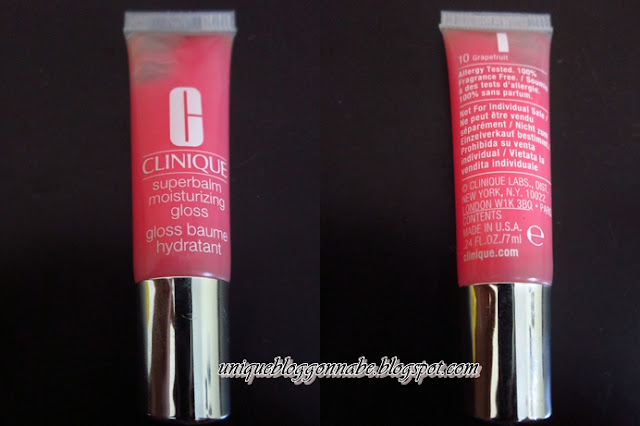 C
CLINIQUE
superbalm
moisturizing
gloss
gloss baume
hydratant
10 Grapefruit
Allergy Tested. 100%
Fragrance Free. / Soumis
à des tests d'allergie.
100% sans parfum.
Not For Individual Sale /
Ne peut être vendu
séparément / Nicht zum
Einzelverkauf bestimmt /
Prohibida su venta
individual / Vietata la
vendita individuale
© CLINIQUE LABS., DIST.
NEW YORK, N.Y. 10022
LONDON W1K 3BQ • PARIS
CONTENTS
MADE IN U.S.A.
.24 FL.OZ./7ml e
clinique.com
uniquebloggonnabe.blogspot.com